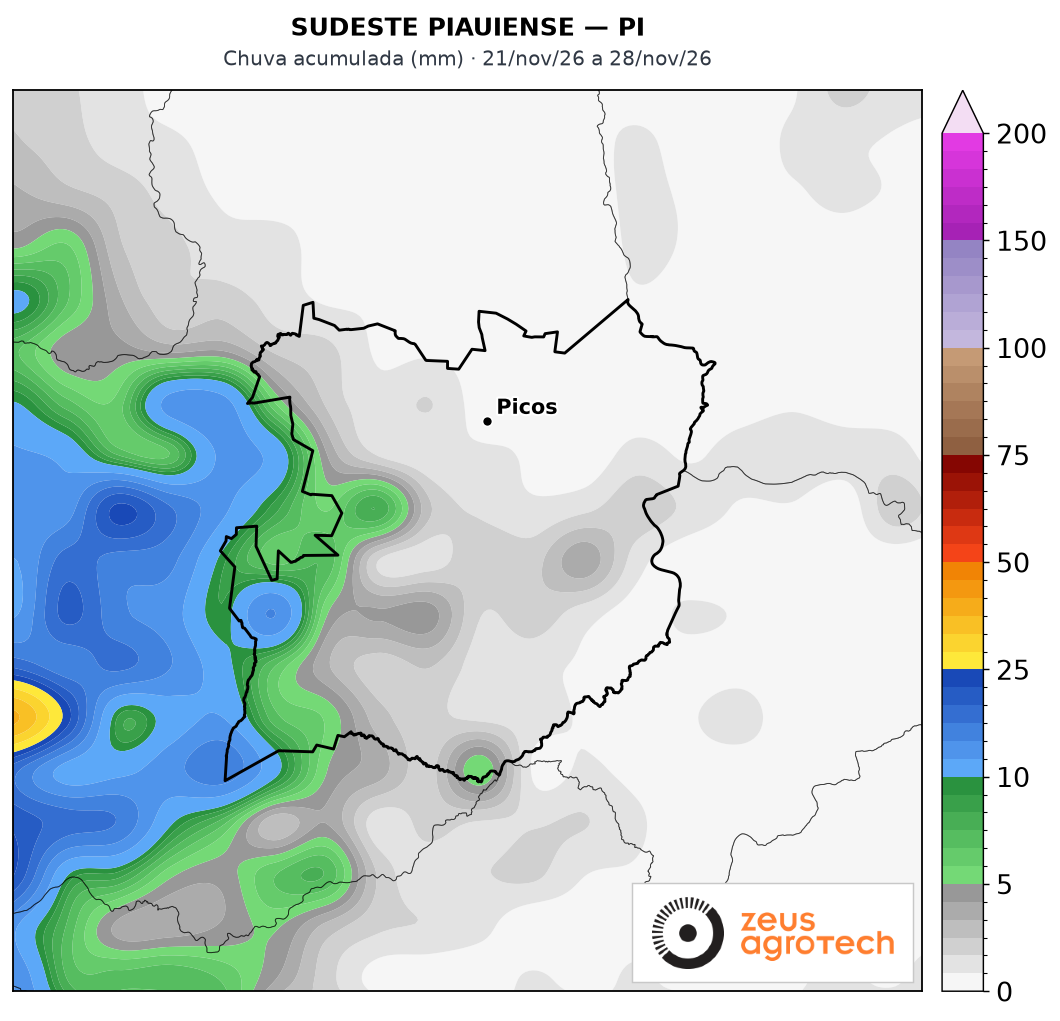 SUDESTE PIAUIENSE — PI
Chuva acumulada (mm) · 21/nov/26 a 28/nov/26
Picos
200
150
100
75
50
25
10
5
0
zeus
agrotech